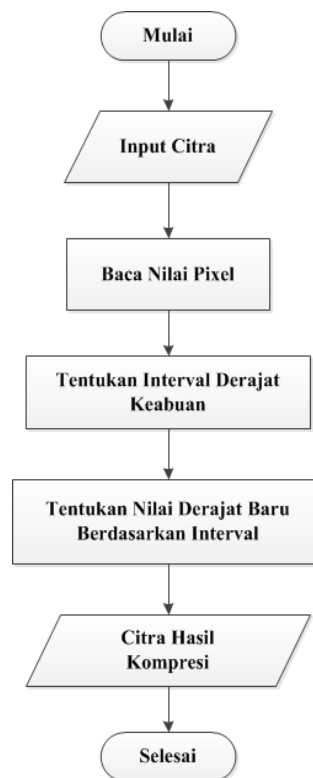 Mulai
Input Citra
Baca Nilai Pixel
Tentukan Interval Derajat
Keabuan
Tentukan Nilai Derajat Baru
Berdasarkan Interval
Citra Hasil
Kompresi
Selesai